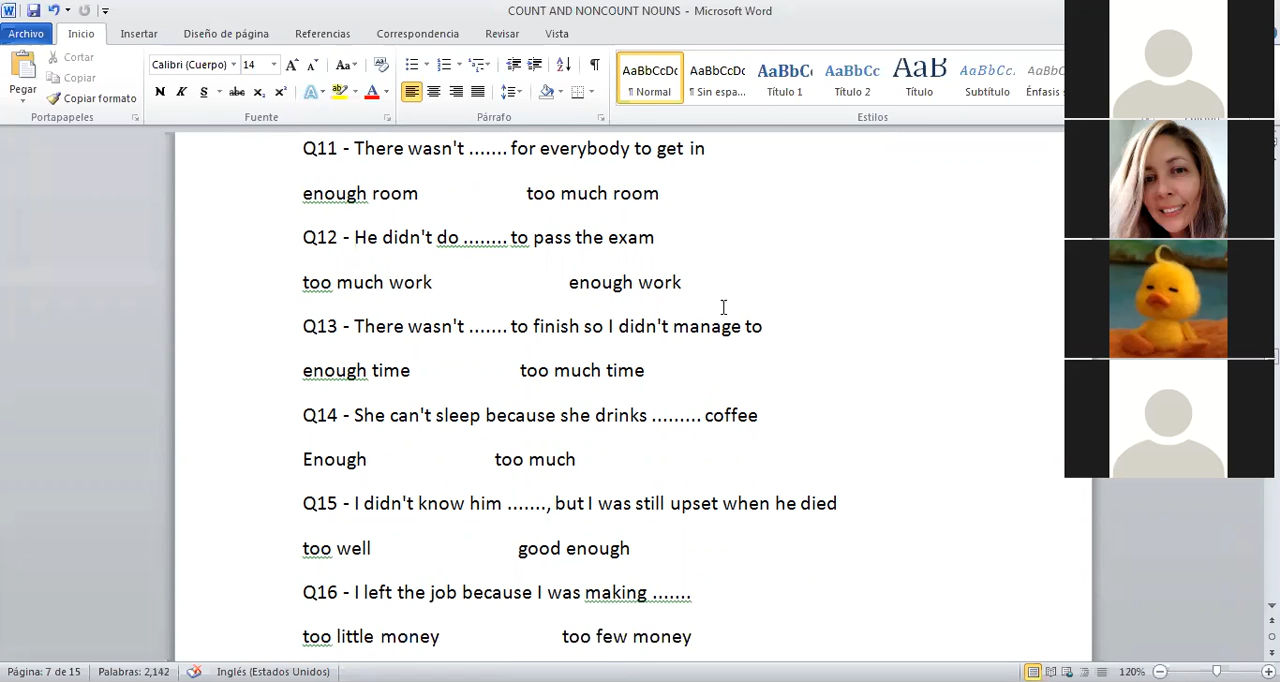 COUNT AND NONCOUNT NOUNS - Microsoft Word
Archivo Inicio Insertar Diseño de página Referencias Correspondencia Revisar Vista
Pegar
Cortar
Copiar
Copiar formato
Portapapeles
Calibri (Cuerpo) 14
Fuente
Párrafo
AaBbCcDc AaBbCcDc AaBbC AaBbCc AaB AaBbCc AaBbCc
¶ Normal ¶ Sin espa... Título 1 Título 2 Título Subtítulo Énfasis
Estilos
Q11 - There wasn't ....... for everybody to get in
enough room too much room
Q12 - He didn't do ........ to pass the exam
too much work enough work
Q13 - There wasn't ....... to finish so I didn't manage to
enough time too much time
Q14 - She can't sleep because she drinks ......... coffee
Enough too much
Q15 - I didn't know him ......., but I was still upset when he died
too well good enough
Q16 - I left the job because I was making .......
too little money too few money
Página: 7 de 15 Palabras: 2,142 Inglés (Estados Unidos) 120%